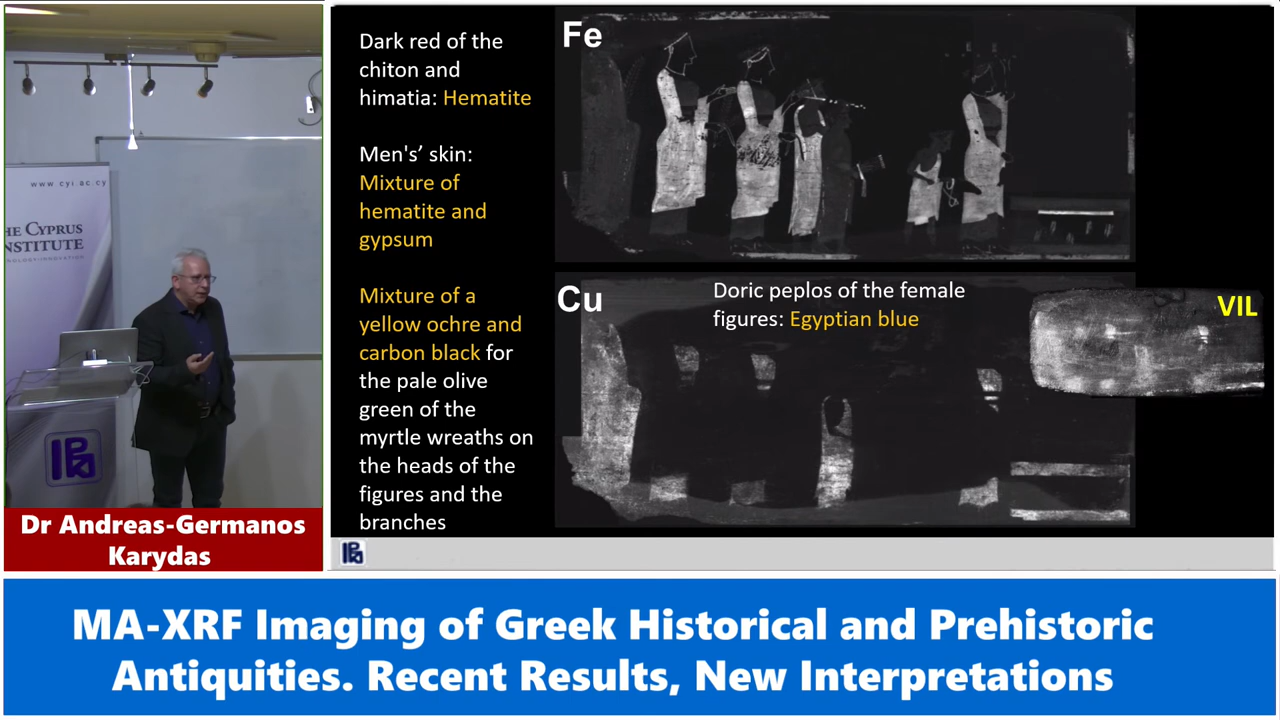 www.cyi.ac.cy
HE CYPRUS
NSTITUTE
Dr Andreas-Germanos
Karydas
Dark red of the
chiton and
himatia: Hematite
Men's’ skin:
Mixture of
hematite and
gypsum
Mixture of a
yellow ochre and
carbon black for
the pale olive
green of the
myrtle wreaths on
the heads of the
figures and the
branches
Fe
Cu
Doric peplos of the female
figures: Egyptian blue
VIL
MA-XRF Imaging of Greek Historical and Prehistoric
Antiquities. Recent Results, New Interpretations